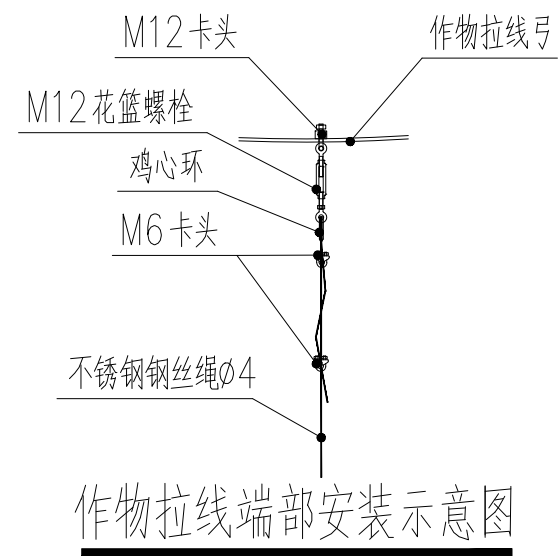 M12卡头
作物拉线弓
M12花篮螺栓
鸡心环
M6卡头
不锈钢钢丝绳Ø4
作物拉线端部安装示意图